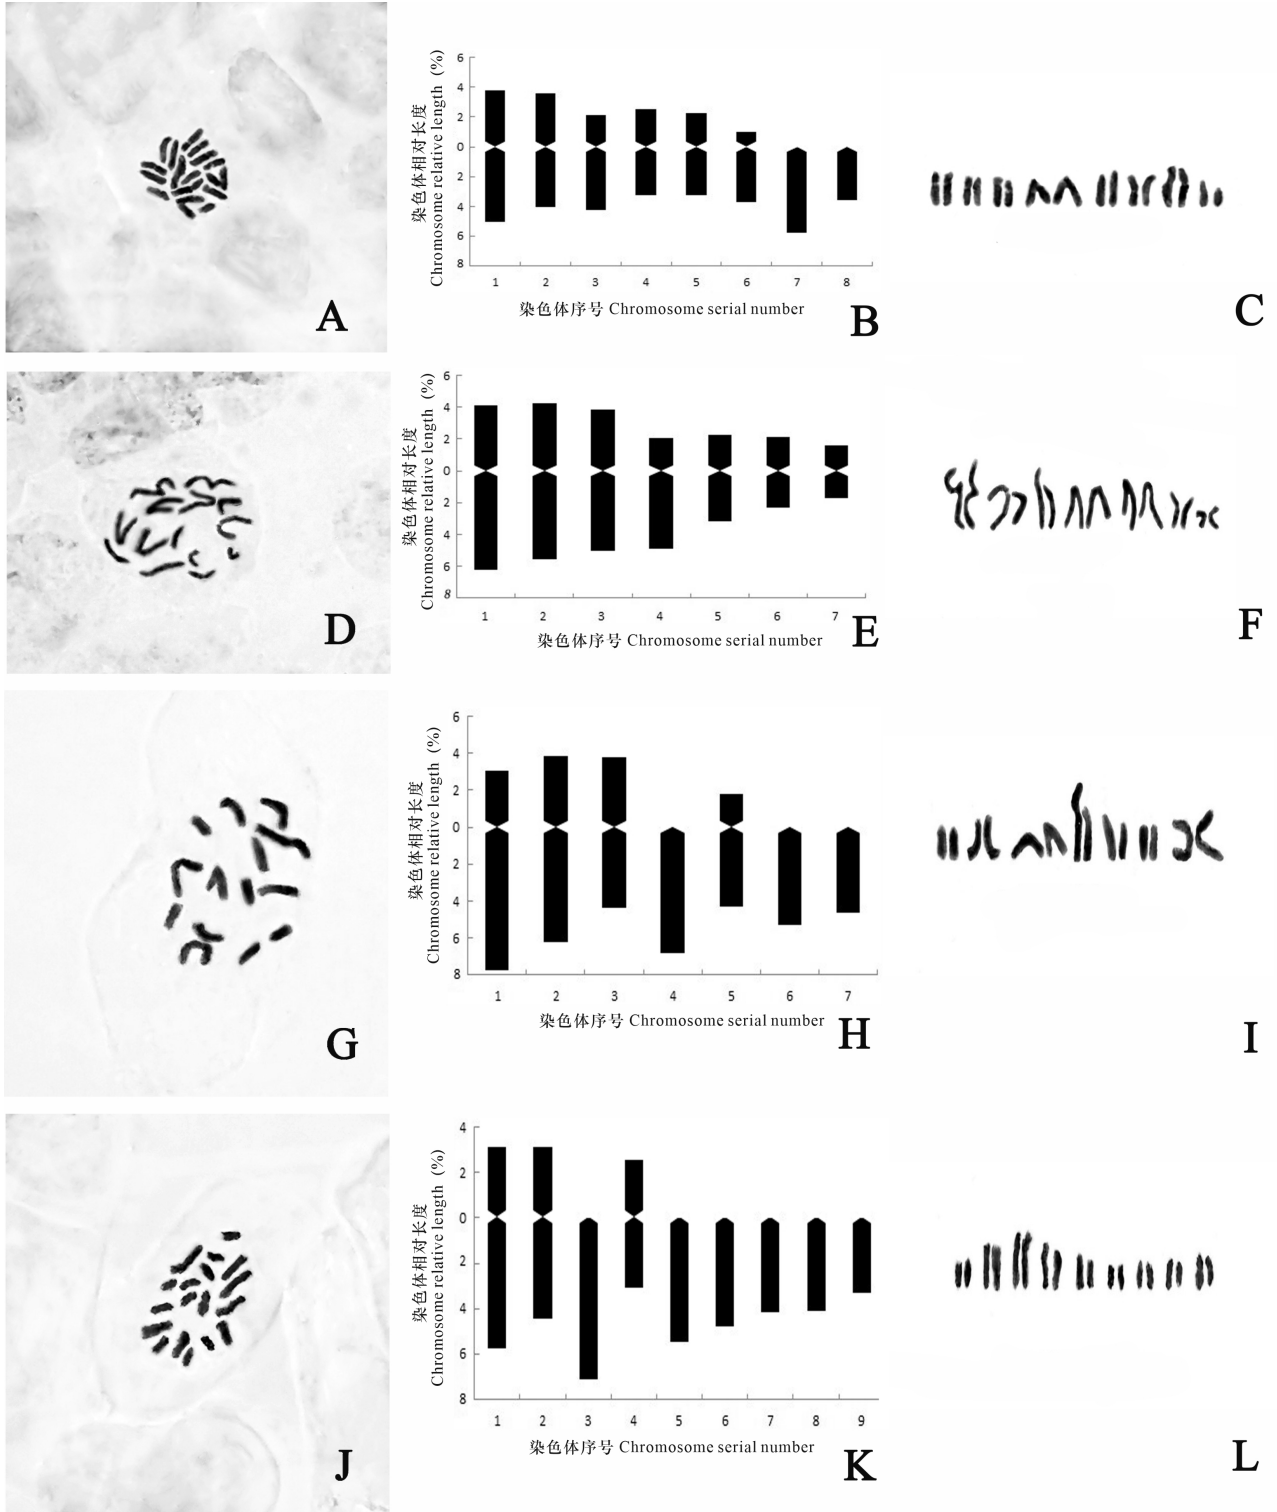 A
6
4
2
0
2
4
6
8
染色体相对长度
Chromosome relative length (%)
1 2 3 4 5 6 7 8
染色体序号 Chromosome serial number
B
C
D
6
4
2
0
2
4
6
8
染色体相对长度
Chromosome relative length (%)
1 2 3 4 5 6 7
染色体序号 Chromosome serial number
E
F
G
6
4
2
0
2
4
6
8
染色体相对长度
Chromosome relative length (%)
1 2 3 4 5 6 7
染色体序号 Chromosome serial number
H
I
J
4
2
0
2
4
6
8
染色体相对长度
Chromosome relative length (%)
1 2 3 4 5 6 7 8 9
染色体序号 Chromosome serial number
K
L